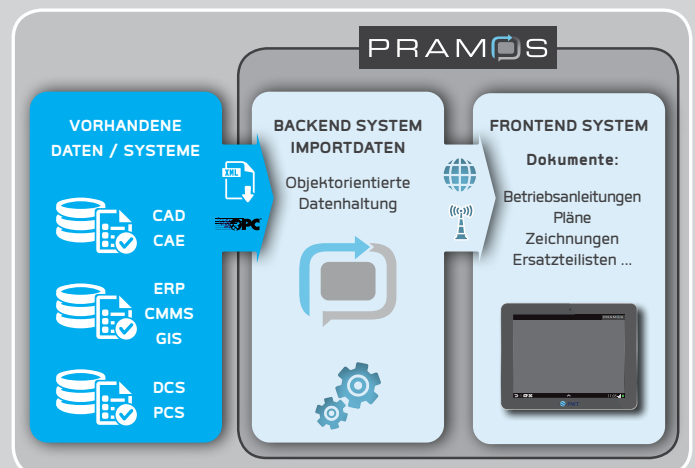 PRAMOS
VORHANDENE
DATEN / SYSTEME
CAD
CAE
ERP
CMMS
GIS
DCS
PCS
XML
OPC
BACKEND SYSTEM
IMPORTDATEN
Objektorientierte
Datenhaltung
FRONTEND SYSTEM
Dokumente:
Betriebsanleitungen
Pläne
Zeichnungen
Ersatzteilisten ...